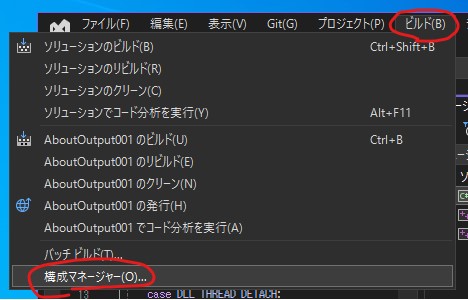 ファイル(F) 編集(E) 表示(V) Git(G) プロジェクト(P) ビルド(B)
ソリューションのビルド(B) Ctrl+Shift+B
ソリューションのリビルド(R)
ソリューションのクリーン(C)
ソリューションでコード分析を実行(Y) Alt+F11
AboutOutput001 のビルド(U) Ctrl+B
AboutOutput001 のリビルド(E)
AboutOutput001 のクリーン(N)
AboutOutput001 の発行(H)
AboutOutput001 でコード分析を実行(A)
バッチ ビルド(T)...
構成マネージャー(O)...
13 case DLL_THREAD_DETACH: